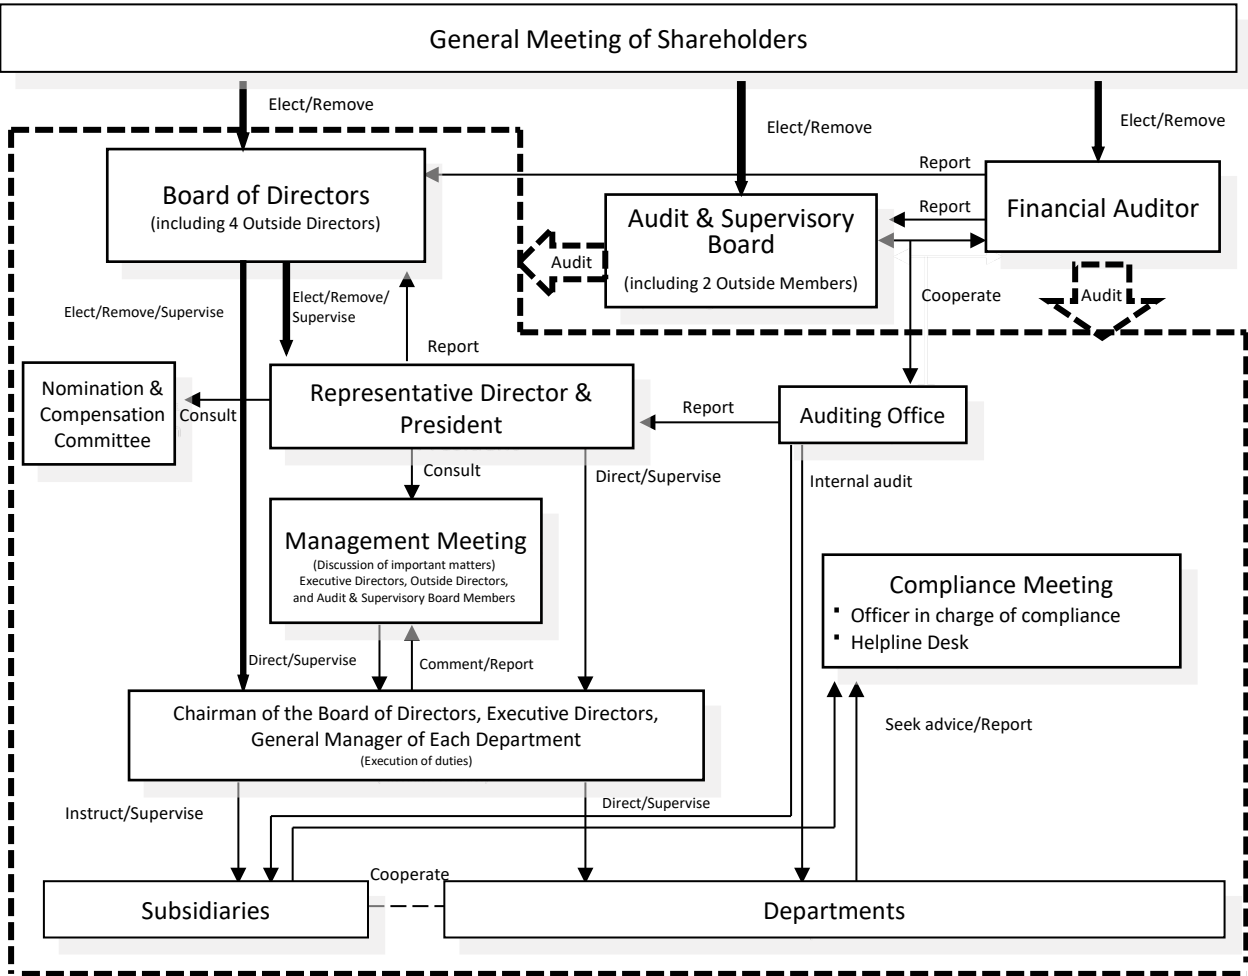 General Meeting of Shareholders
Elect/Remove
Elect/Remove
Elect/Remove
Board of Directors
(including 4 Outside Directors)
Report
Financial Auditor
Audit & Supervisory
Board
(including 2 Outside Members)
Report
Audit
Cooperate
Audit
Elect/Remove/Supervise
Elect/Remove/
Supervise
Report
Nomination &
Compensation
Committee
Consult
Representative Director &
President
Report
Auditing Office
Consult
Direct/Supervise
Internal audit
Management Meeting
(Discussion of important matters)
Executive Directors, Outside Directors,
and Audit & Supervisory Board Members
Compliance Meeting
▪ Officer in charge of compliance
▪ Helpline Desk
Direct/Supervise
Comment/Report
Chairman of the Board of Directors, Executive Directors,
General Manager of Each Department
(Execution of duties)
Seek advice/Report
Instruct/Supervise
Direct/Supervise
Cooperate
Subsidiaries
Departments